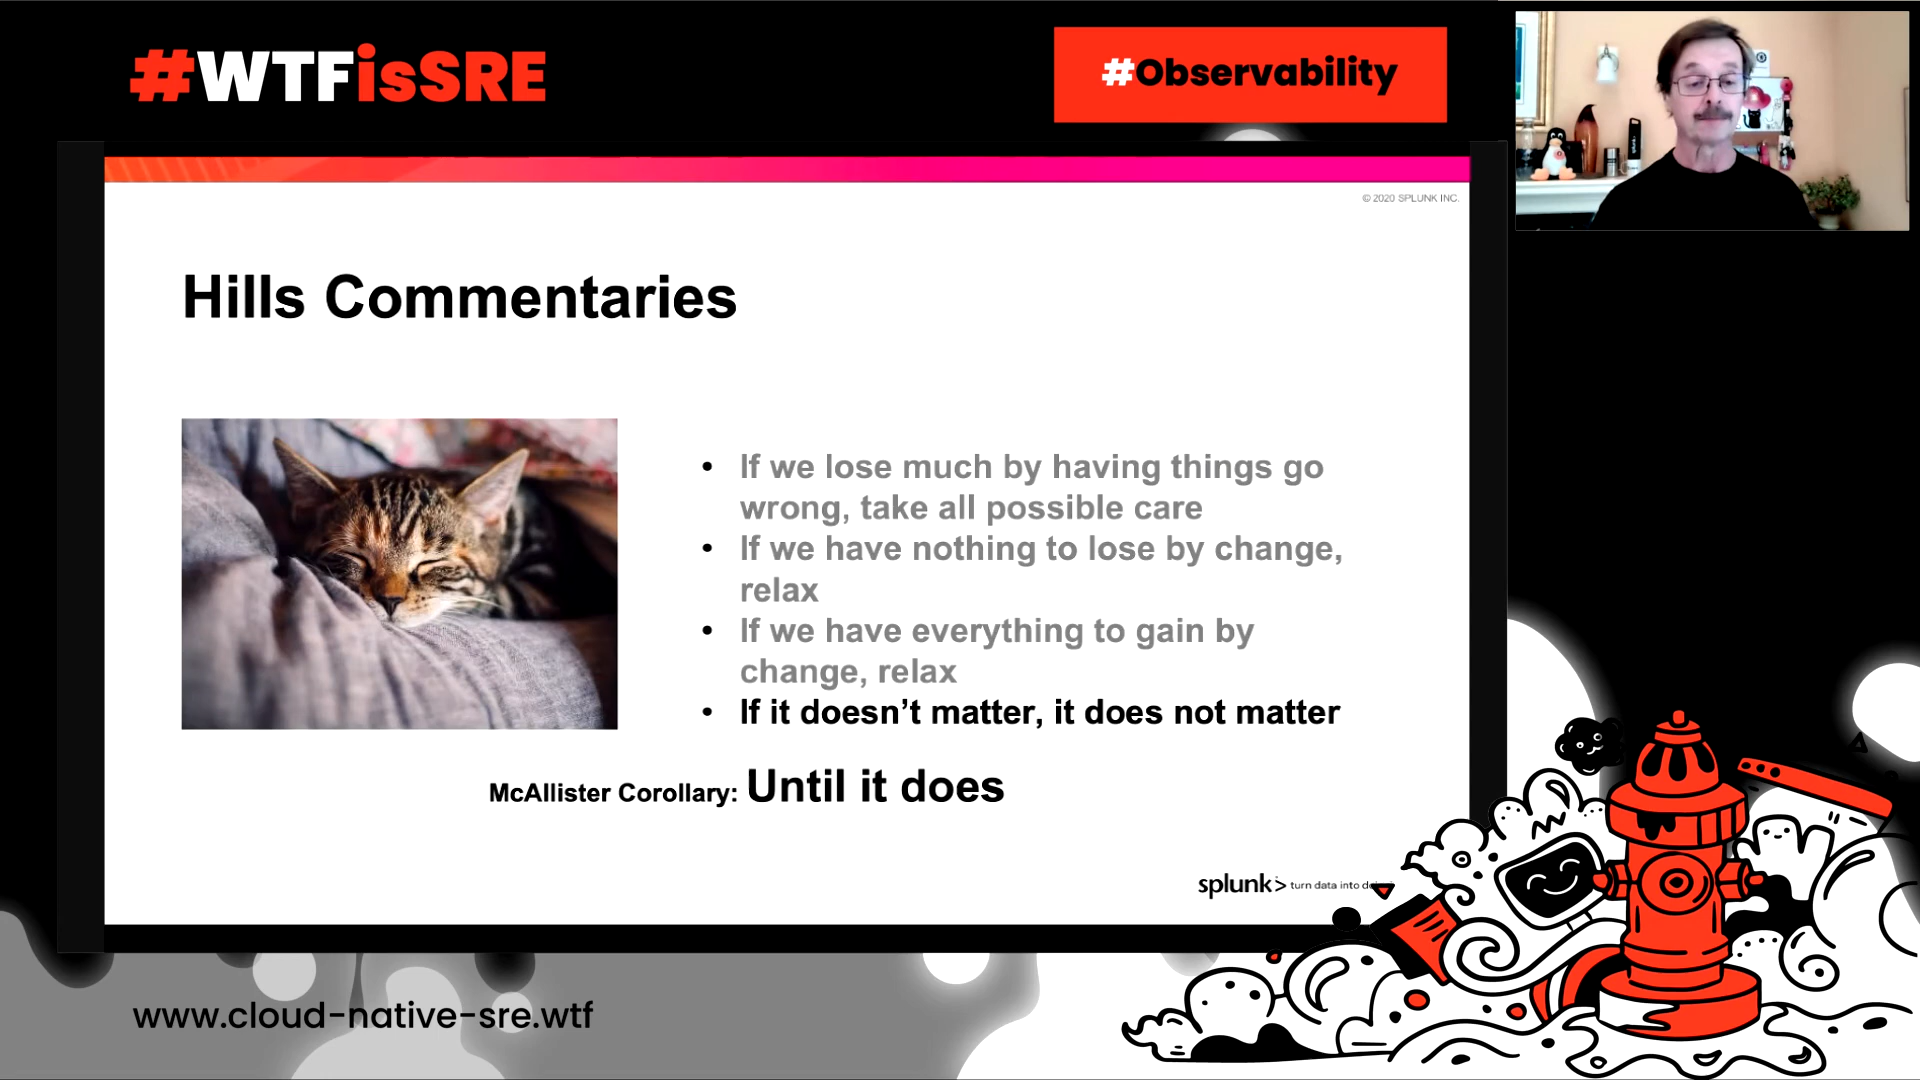 #WTFisSRE
#Observability
© 2020 SPLUNK INC.
Hills Commentaries
• If we lose much by having things go
wrong, take all possible care
• If we have nothing to lose by change,
relax
• If we have everything to gain by
change, relax
• If it doesn’t matter, it does not matter
McAllister Corollary: Until it does
splunk> turn data into
www.cloud-native-sre.wtf